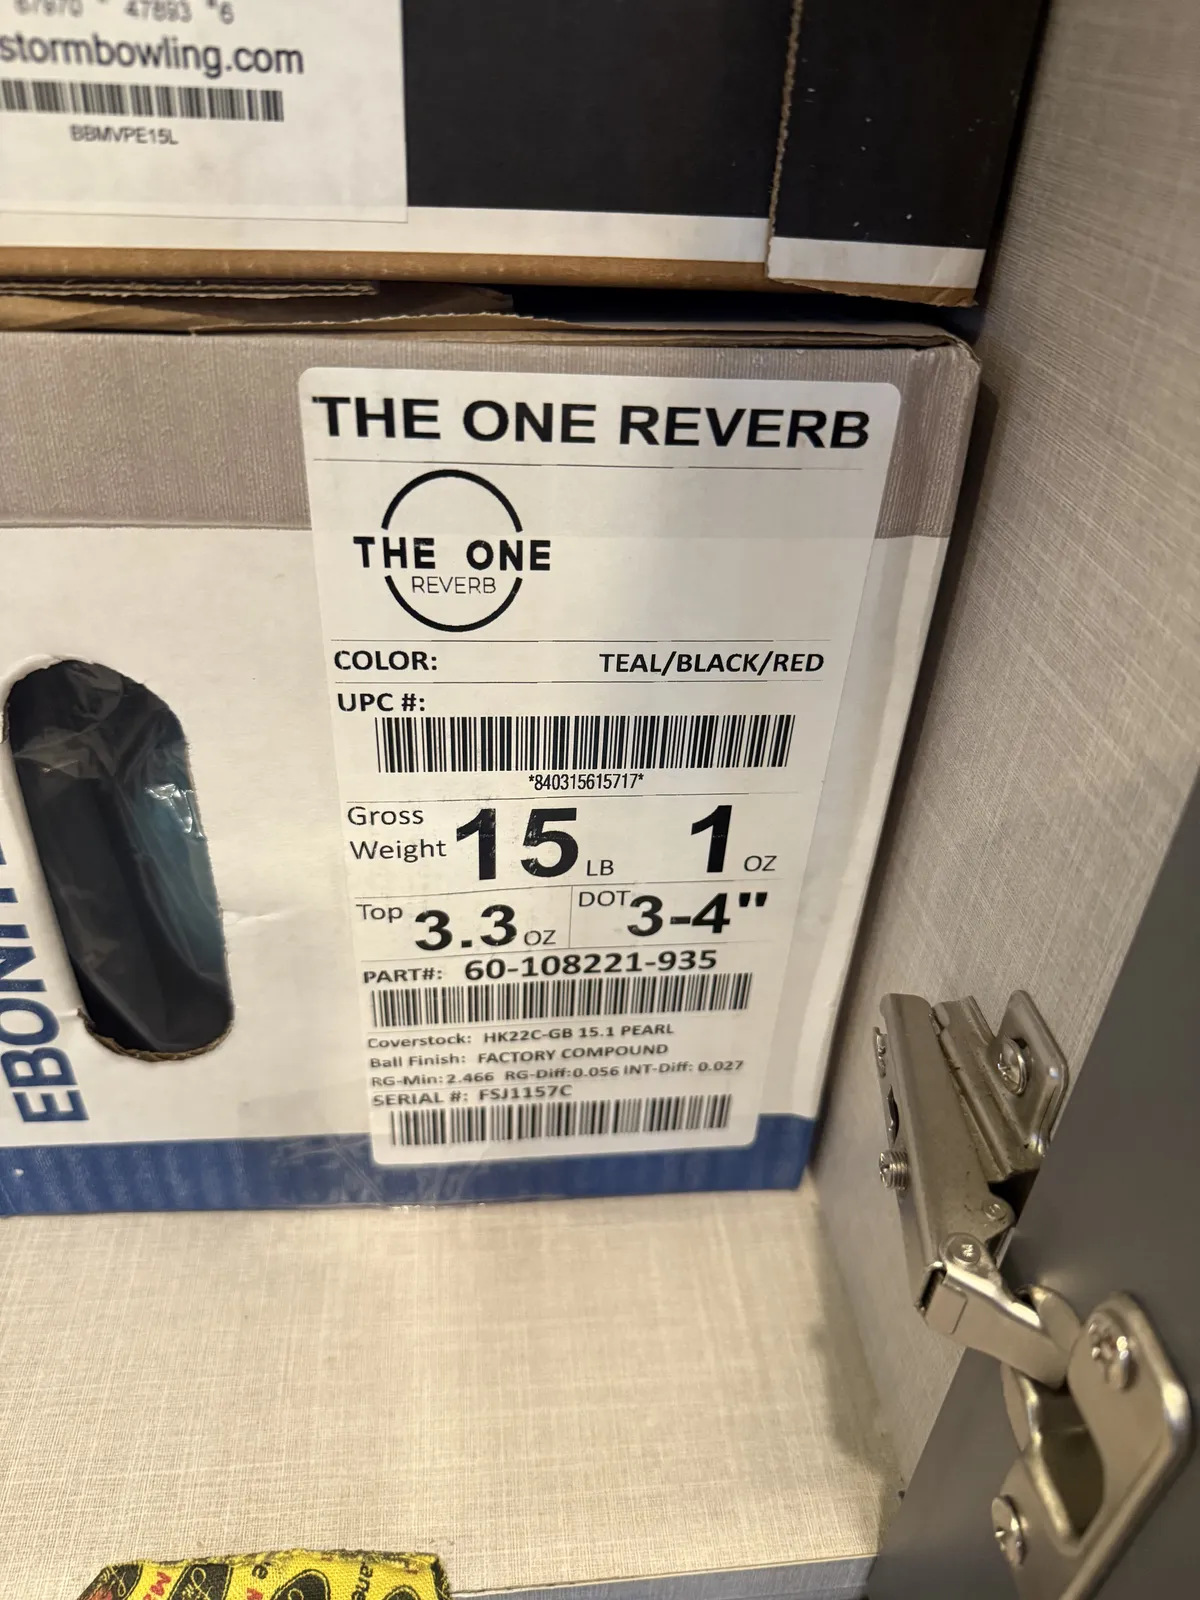 47893 6
stormbowling.com
BBMVPE15L
THE ONE REVERB
THE ONE
REVERB
COLOR: TEAL/BLACK/RED
UPC #:
*840315615717*
Gross Weight 15 LB 1 OZ
Top 3.3 OZ DOT 3-4"
PART#: 60-108221-935
Coverstock: HK22C-GB 15.1 PEARL
Ball Finish: FACTORY COMPOUND
RG-Min: 2.466 RG-Diff:0.056 INT-Diff: 0.027
SERIAL #: FSJ1157C